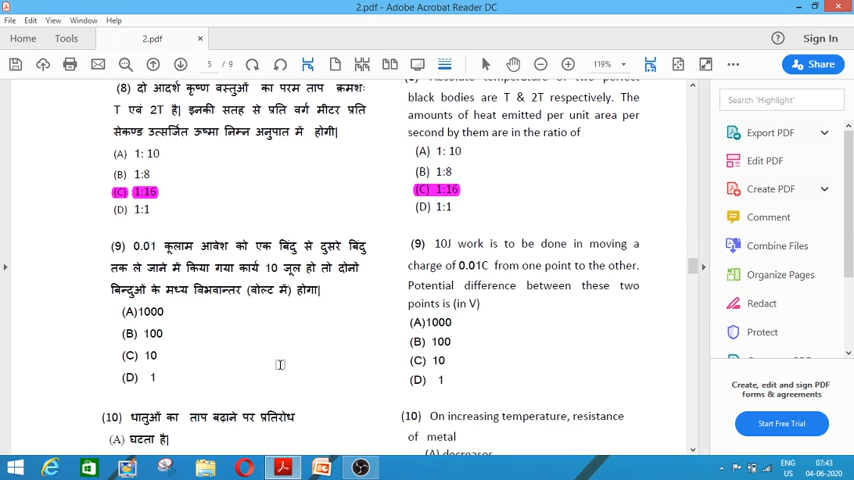 2.pdf - Adobe Acrobat Reader DC
File Edit View Window Help
Home Tools 2.pdf × Sign In
5 / 9 119% Share
(8) दो आदर्श कृष्ण वस्तुओं का परम ताप क्रमशः
T एवं 2T है| इनकी सतह से प्रति वर्ग मीटर प्रति
सेकण्ड उत्सर्जित ऊष्मा निम्न अनुपात में होगी|
(A) 1: 10
(B) 1:8
(C) 1:16
(D) 1:1
(9) 0.01 कूलाम आवेश को एक बिंदु से दुसरे बिंदु
तक ले जाने में किया गया कार्य 10 जूल हो तो दोनों
बिन्दुओं के मध्य विभवान्तर (वोल्ट में) होगा|
(A)1000
(B) 100
(C) 10
(D) 1
(10) धातुओं का ताप बढ़ाने पर प्रतिरोध
(A) घटता है|
Absolute temperature of two perfect
black bodies are T & 2T respectively. The
amounts of heat emitted per unit area per
second by them are in the ratio of
(A) 1: 10
(B) 1:8
(C) 1:16
(D) 1:1
(9) 10J work is to be done in moving a
charge of 0.01C from one point to the other.
Potential difference between these two
points is (in V)
(A)1000
(B) 100
(C) 10
(D) 1
(10) On increasing temperature, resistance
of metal
(A) decreases
Search 'Highlight'
Export PDF
Edit PDF
Create PDF
Comment
Combine Files
Organize Pages
Redact
Protect
Create, edit and sign PDF
forms & agreements
Start Free Trial
ENG 07:43
US 04-06-2020